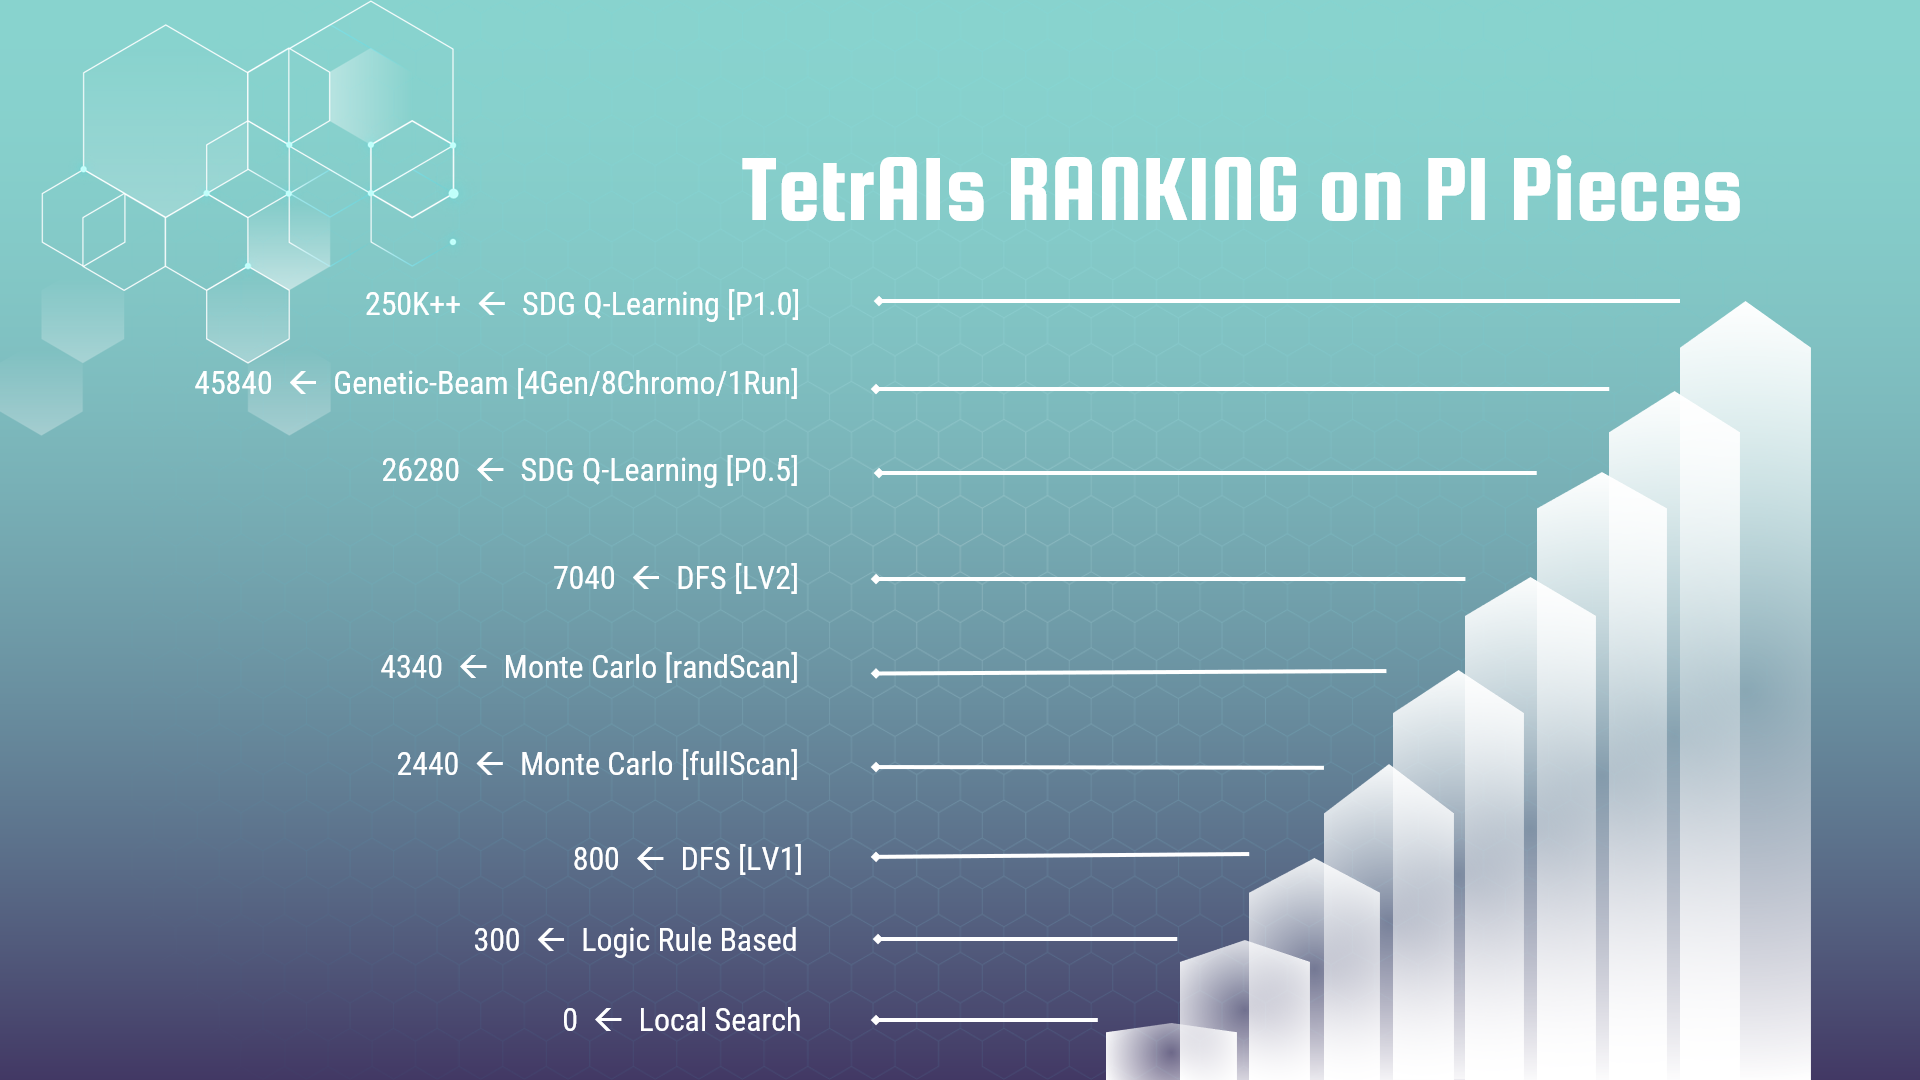 TetrAIs RANKING on PI Pieces
250K++ ← SDG Q-Learning [P1.0]
45840 ← Genetic-Beam [4Gen/8Chromo/1Run]
26280 ← SDG Q-Learning [P0.5]
7040 ← DFS [LV2]
4340 ← Monte Carlo [randScan]
2440 ← Monte Carlo [fullScan]
800 ← DFS [LV1]
300 ← Logic Rule Based
0 ← Local Search